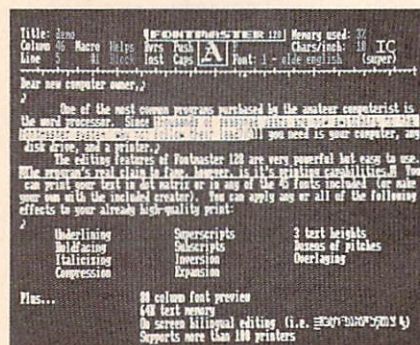 Title: demo FONTMASTER 128 Memory used: 3%
Column 46 Macro Helps Ovrs Push A Chars/inch: 10 IC
Line 5 #1 Block Inst Caps Font: 1 - olde english (super)
Dear new computer owner,♪
♪
One of the most common programs purchased by the amateur computerist is
the word processor. Since thousands of
All you need is your computer, an
disk drive, and a printer.♪
The editing features of Fontmaster 128 are very powerful but easy to use.
The program's real claim to fame, however, is it's printing capabilities. You
can print your text in dot matrix or in any of the 45 fonts included (or make
your own with the included creator). You can apply any or all of the following
effects to your already high-quality print:
♪
Underlining Superscripts 3 text heights
Boldfacing Subscripts Dozens of pitches
Italicizing Inversion Overlaying
Compression Expansion
Plus... 80 column font preview
64K text memory
On screen bilingual editing (i.e.
Supports more than 100 printers